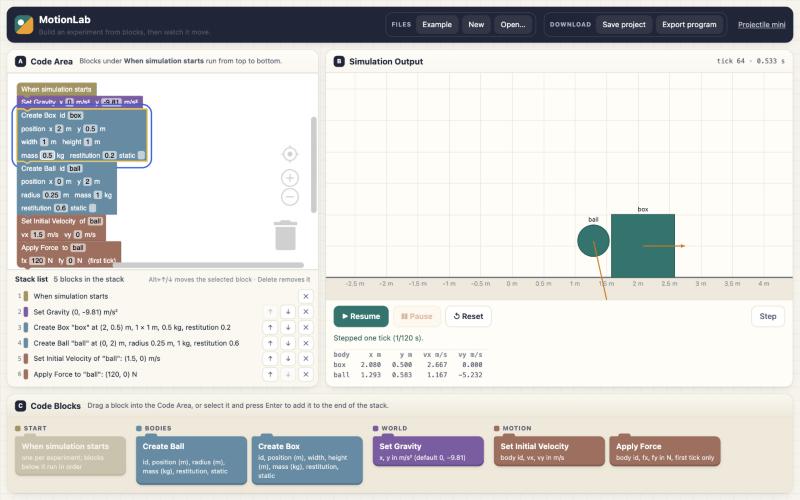 MotionLab
Build an experiment from blocks, then watch it move.
FILES Example New Open...
DOWNLOAD Save project Export program
Projectile mini
A Code Area Blocks under When simulation starts run from top to bottom.
When simulation starts
Set Gravity x 0 m/s² y -9.81 m/s²
Create Box id box
position x 2 m y 0.5 m
width 1 m height 1 m
mass 0.5 kg restitution 0.2 static
Create Ball id ball
position x 0 m y 2 m
radius 0.25 m mass 1 kg
restitution 0.6 static
Set Initial Velocity of ball
vx 1.5 m/s vy 0 m/s
Apply Force to ball
fx 120 N fy 0 N (first tick)
Stack list 5 blocks in the stack Alt+↑/↓ moves the selected block · Delete removes it
1 When simulation starts
2 Set Gravity (0, −9.81) m/s²
3 Create Box "box" at (2, 0.5) m, 1 × 1 m, 0.5 kg, restitution 0.2
4 Create Ball "ball" at (0, 2) m, radius 0.25 m, 1 kg, restitution 0.6
5 Set Initial Velocity of "ball": (1.5, 0) m/s
6 Apply Force to "ball": (120, 0) N
B Simulation Output tick 64 · 0.533 s
box
ball
-2.5 m -2 m -1.5 m -1 m -0.5 m 0 m 0.5 m 1 m 1.5 m 2 m 2.5 m 3 m 3.5 m 4 m
Resume Pause Reset Step
Stepped one tick (1/120 s).
body x m y m vx m/s vy m/s
box 2.080 0.500 2.667 0.000
ball 1.293 0.583 1.167 -5.232
C Code Blocks Drag a block into the Code Area, or select it and press Enter to add it to the end of the stack.
START
When simulation starts
one per experiment; blocks
below it run in order
BODIES
Create Ball
id, position (m), radius (m),
mass (kg), restitution, static
Create Box
id, position (m), width, height
(m), mass (kg), restitution,
static
WORLD
Set Gravity
x, y in m/s² (default 0, −9.81)
MOTION
Set Initial Velocity
body id, vx, vy in m/s
Apply Force
body id, fx, fy in N, first tick only